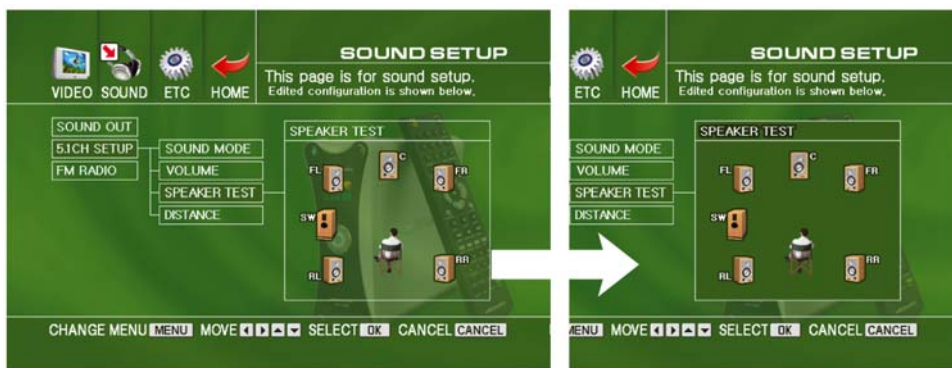 SOUND SETUP
This page is for sound setup.
Edited configuration is shown below.
VIDEO SOUND ETC HOME
SOUND OUT
5.1CH SETUP
FM RADIO
SOUND MODE
VOLUME
SPEAKER TEST
DISTANCE
SPEAKER TEST
FL
C
FR
SW
RL
RR
CHANGE MENU MENU MOVE SELECT OK CANCEL CANCEL
SOUND SETUP
This page is for sound setup.
Edited configuration is shown below.
ETC HOME
SOUND MODE
VOLUME
SPEAKER TEST
DISTANCE
SPEAKER TEST
FL
C
FR
SW
RL
RR
MENU MOVE SELECT OK CANCEL CANCEL